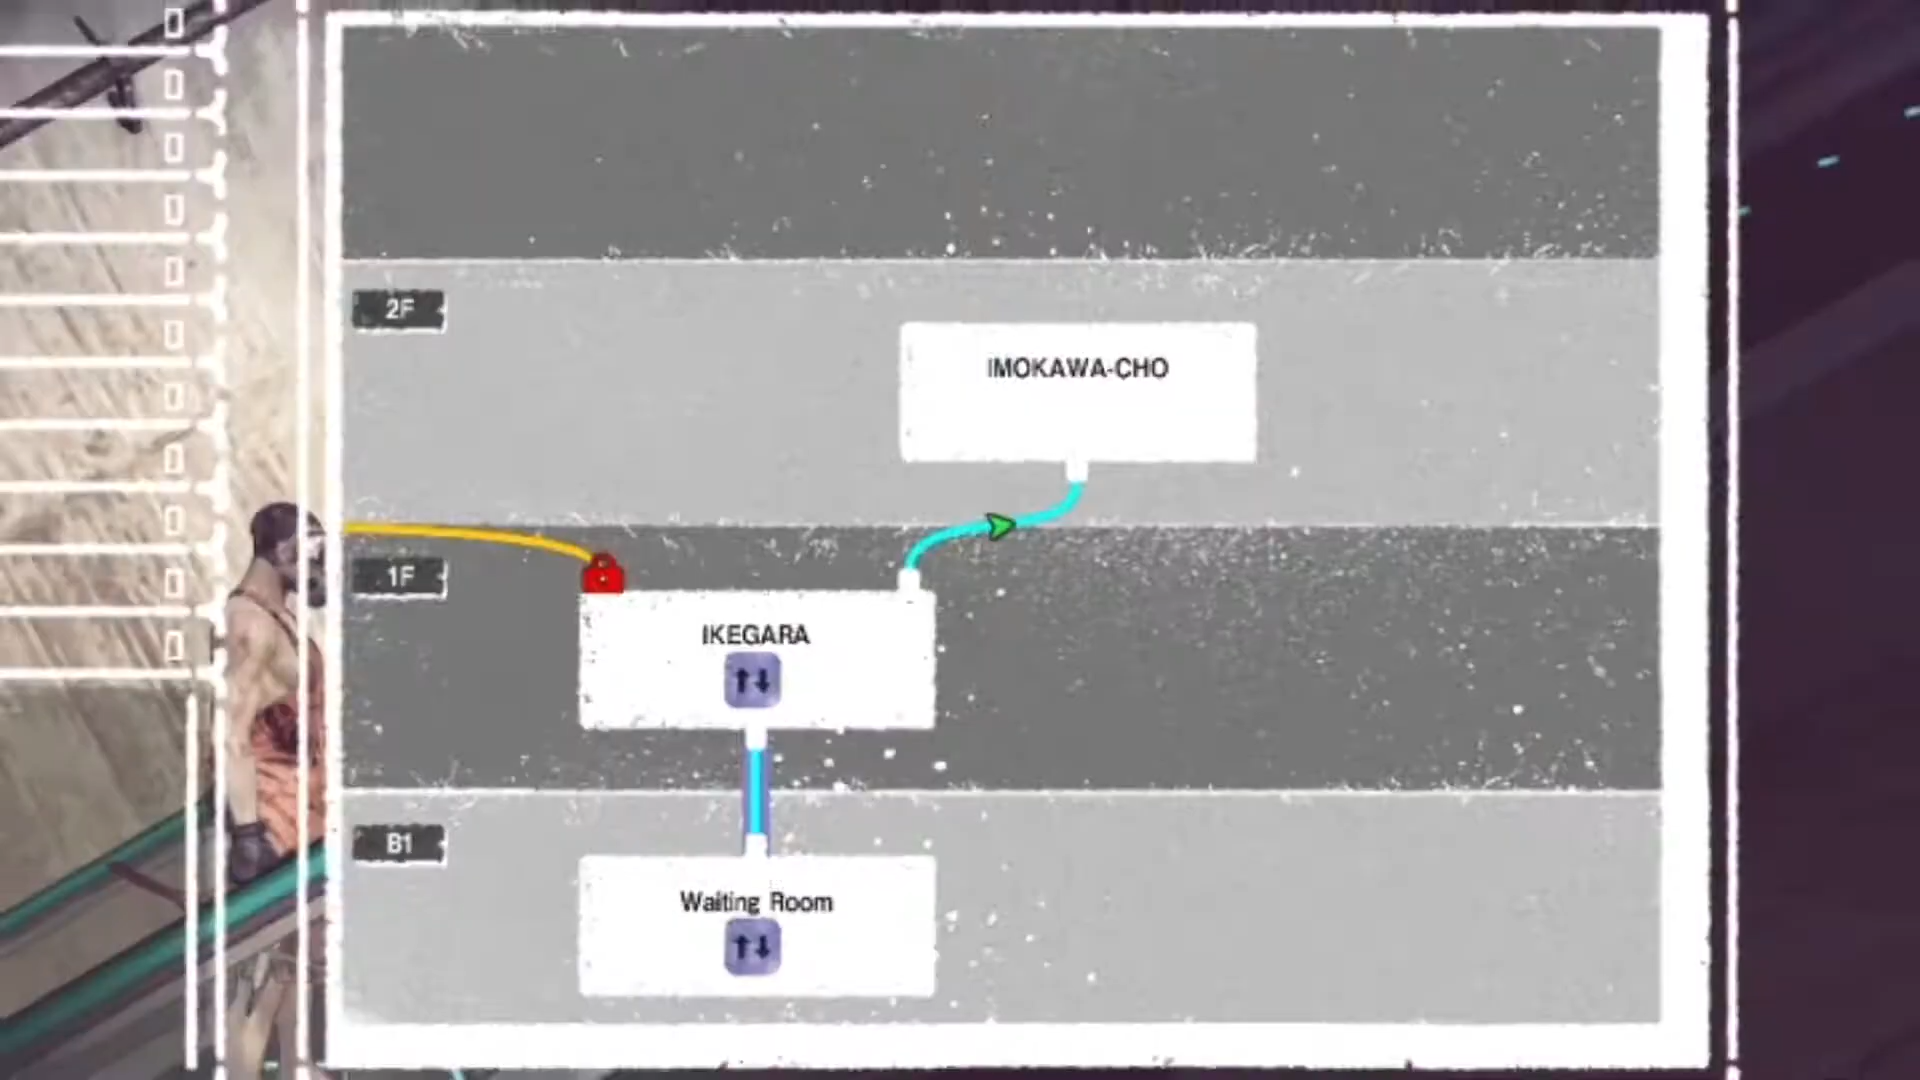 2F
IMOKAWA-CHO
1F
IKEGARA
B1
Waiting Room